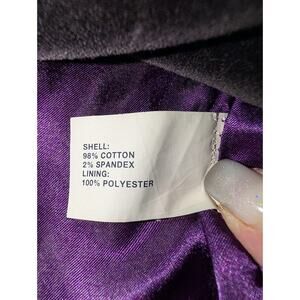 SHELL:
98% COTTON
2% SPANDEX
LINING:
100% POLYESTER